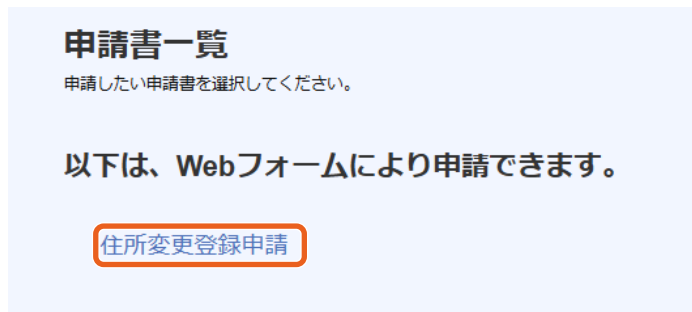 申請書一覧
申請したい申請書を選択してください。
以下は、Webフォームにより申請できます。
住所変更登録申請